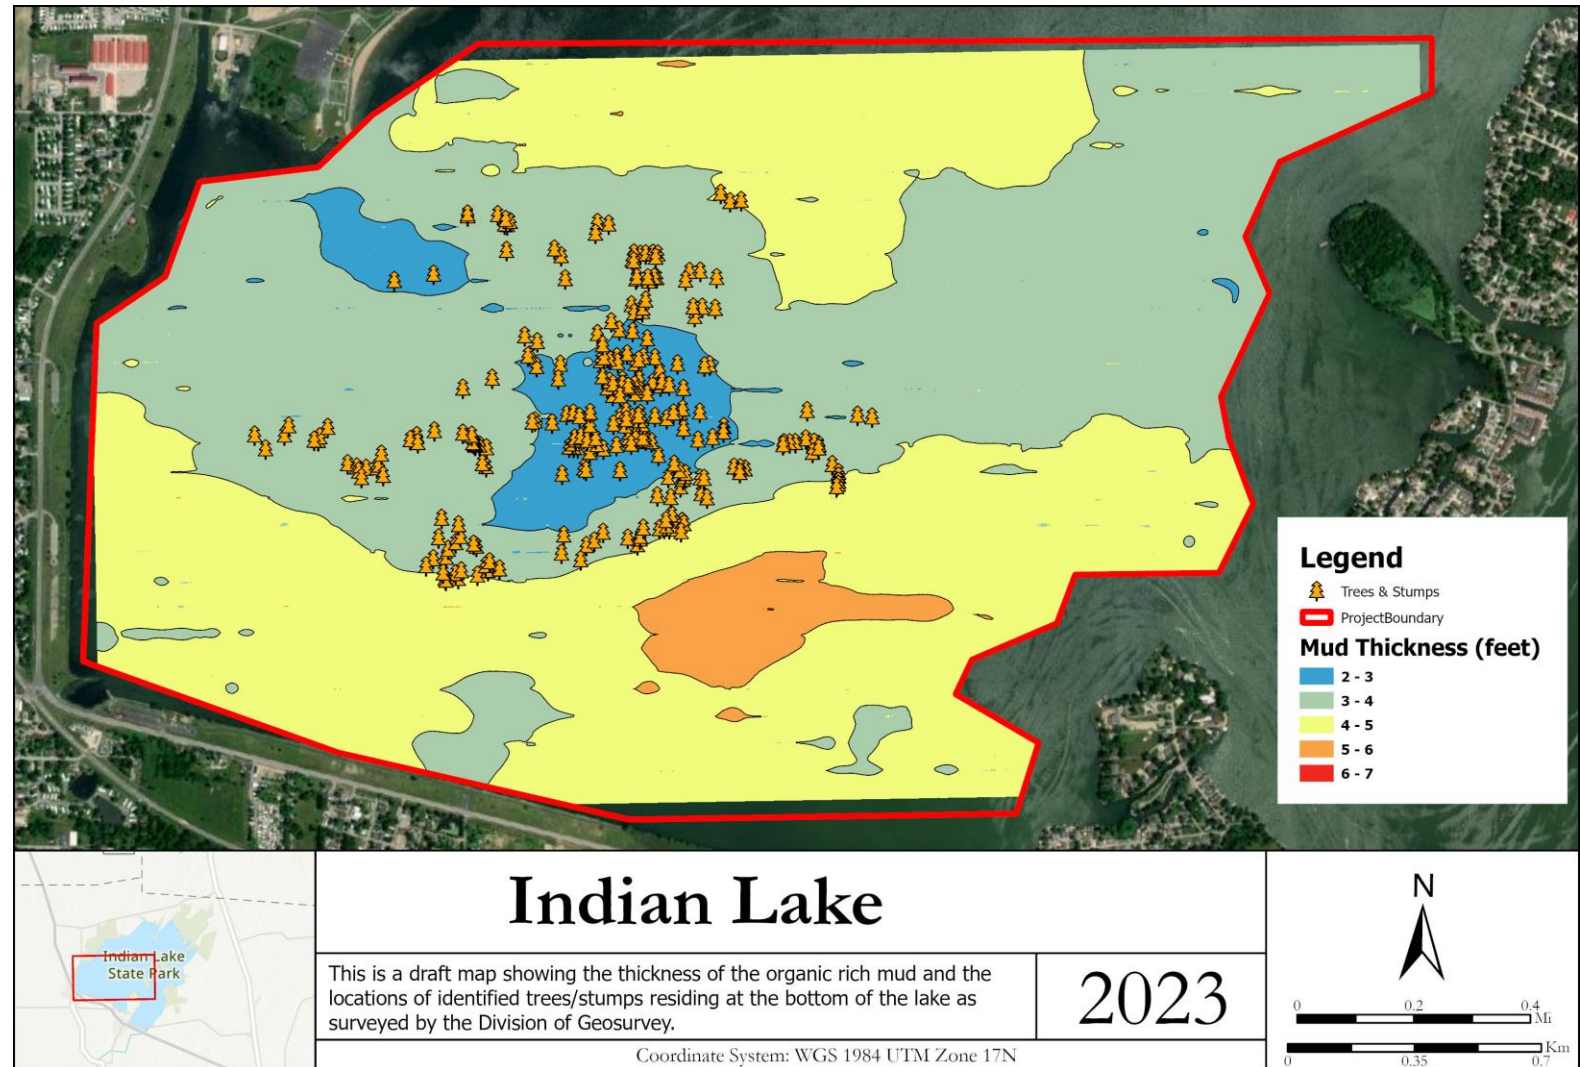 Legend
Trees & Stumps
ProjectBoundary
Mud Thickness (feet)
2 - 3
3 - 4
4 - 5
5 - 6
6 - 7
Indian Lake
State Park
Indian Lake
This is a draft map showing the thickness of the organic rich mud and the
locations of identified trees/stumps residing at the bottom of the lake as
surveyed by the Division of Geosurvey.
2023
Coordinate System: WGS 1984 UTM Zone 17N
N
0 0.2 0.4
Mi
Km
0 0.35 0.7